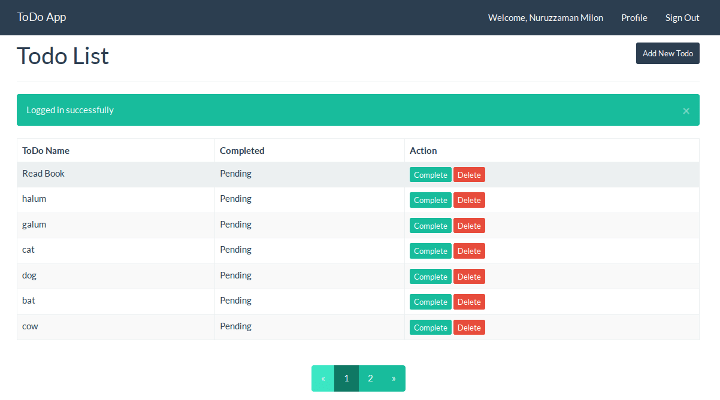 ToDo App Welcome, Nuruzzaman Milon Profile Sign Out
Todo List Add New Todo
Logged in successfully ×
ToDo Name Completed Action
Read Book Pending Complete Delete
halum Pending Complete Delete
galum Pending Complete Delete
cat Pending Complete Delete
dog Pending Complete Delete
bat Pending Complete Delete
cow Pending Complete Delete
« 1 2 »